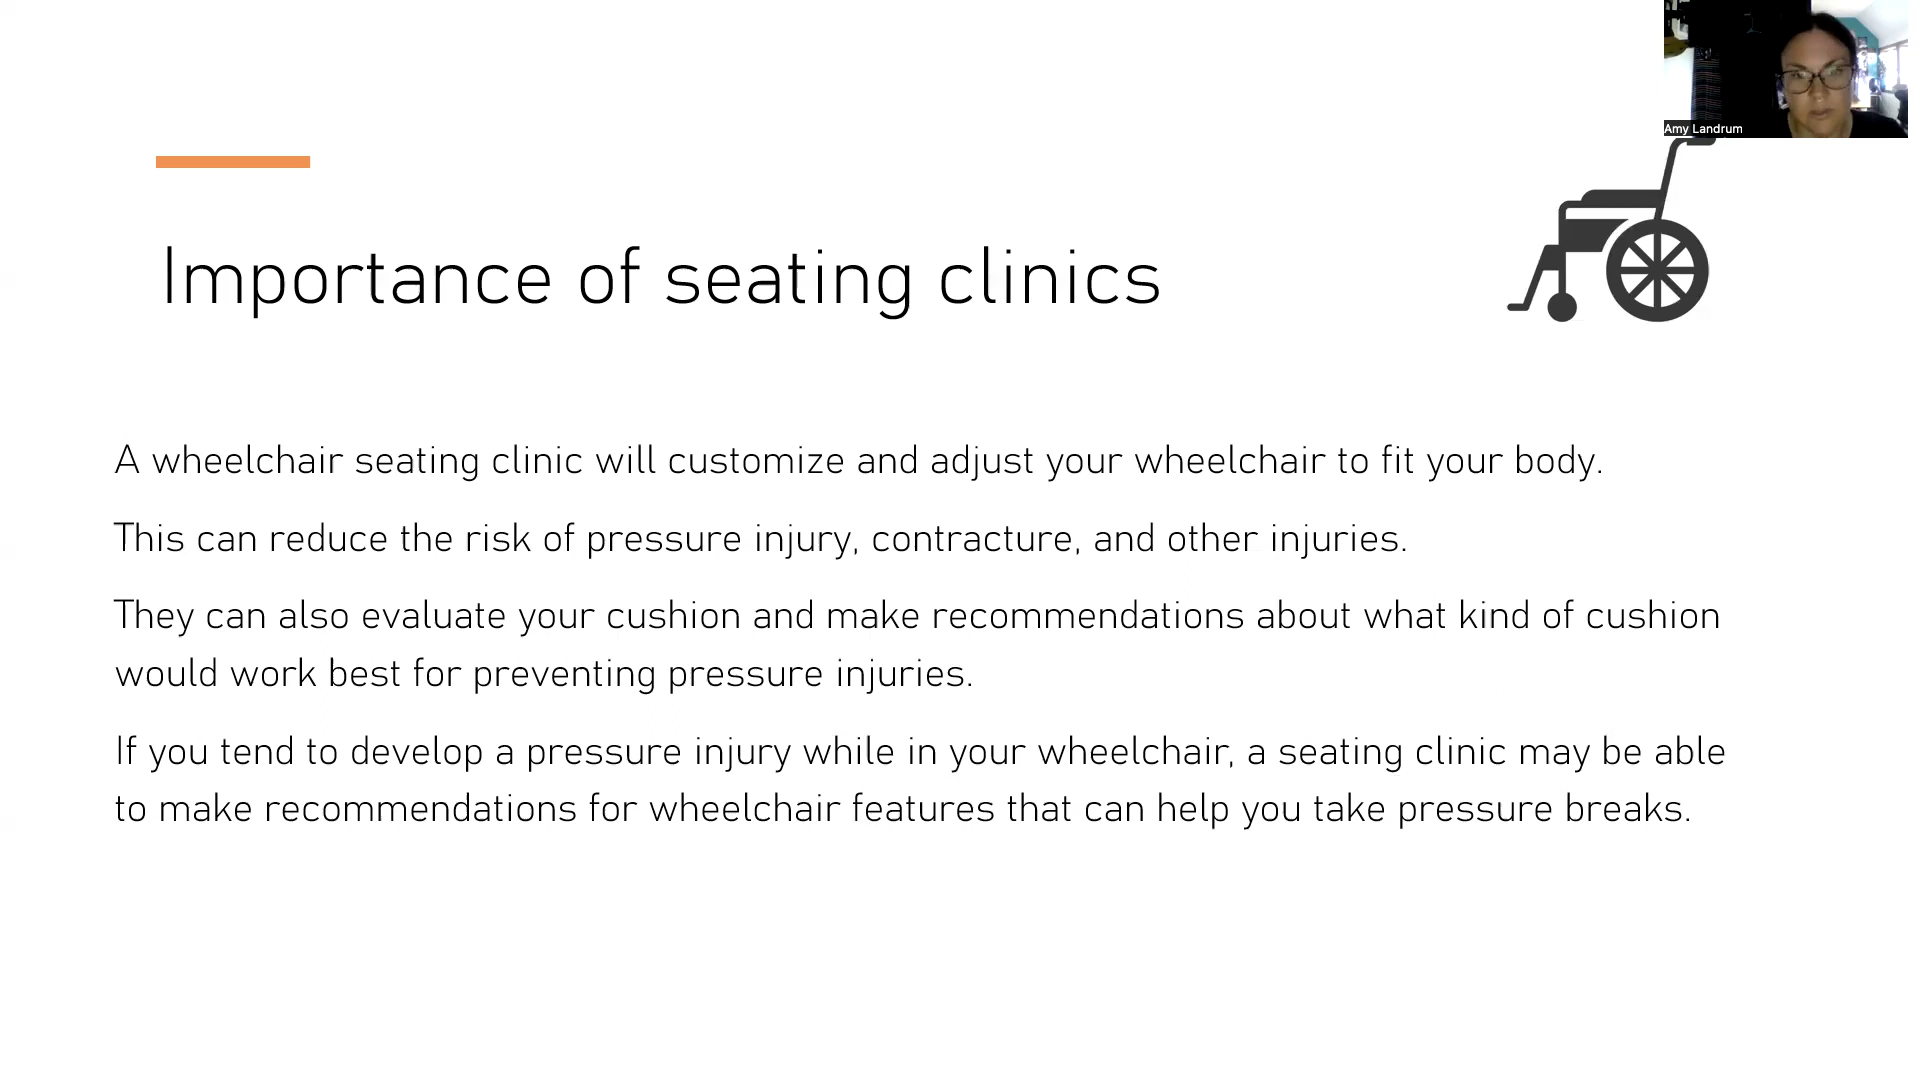 Amy Landrum
Importance of seating clinics
A wheelchair seating clinic will customize and adjust your wheelchair to fit your body.
This can reduce the risk of pressure injury, contracture, and other injuries.
They can also evaluate your cushion and make recommendations about what kind of cushion
would work best for preventing pressure injuries.
If you tend to develop a pressure injury while in your wheelchair, a seating clinic may be able
to make recommendations for wheelchair features that can help you take pressure breaks.